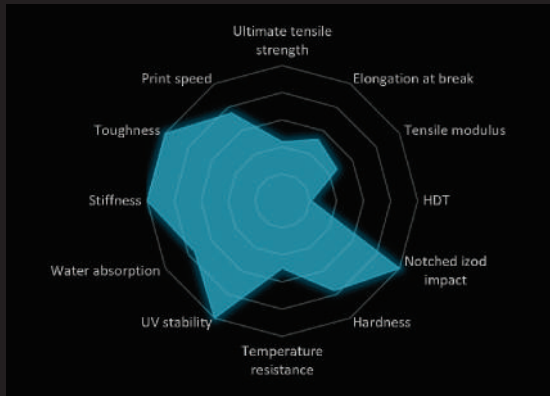 Ultimate tensile
strength
Print speed
Elongation at break
Toughness
Tensile modulus
Stiffness
HDT
Water absorption
Notched izod
impact
UV stability
Hardness
Temperature
resistance